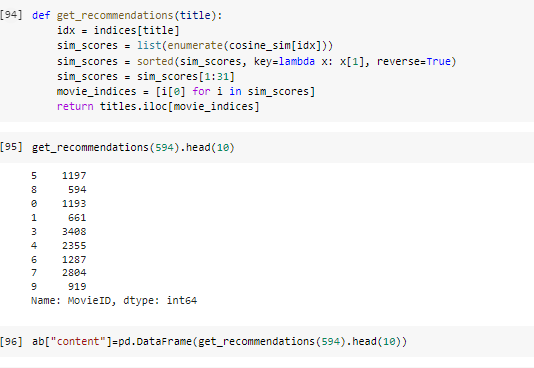 [94] def get_recommendations(title):
idx = indices[title]
sim_scores = list(enumerate(cosine_sim[idx]))
sim_scores = sorted(sim_scores, key=lambda x: x[1], reverse=True)
sim_scores = sim_scores[1:31]
movie_indices = [i[0] for i in sim_scores]
return titles.iloc[movie_indices]
[95] get_recommendations(594).head(10)
5 1197
8 594
0 1193
1 661
3 3408
4 2355
6 1287
7 2804
9 919
Name: MovieID, dtype: int64
[96] ab["content"]=pd.DataFrame(get_recommendations(594).head(10))